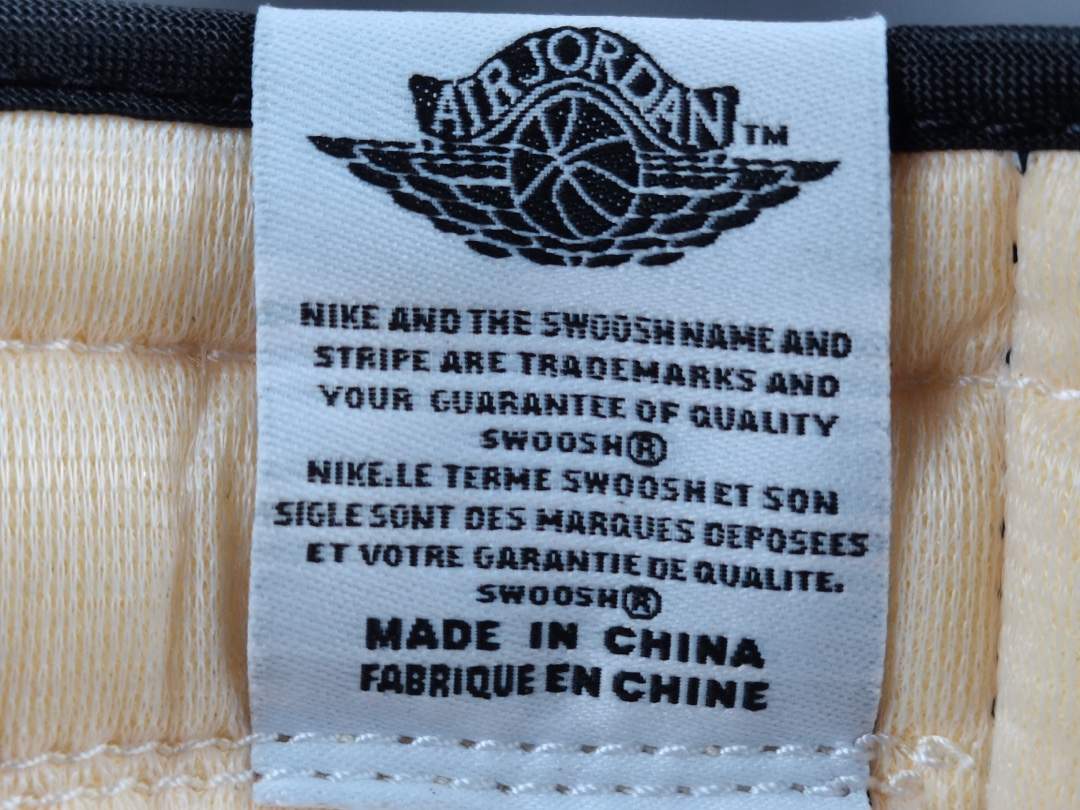 AIR JORDAN TM
NIKE AND THE SWOOSH NAME AND
STRIPE ARE TRADEMARKS AND
YOUR GUARANTEE OF QUALITY
SWOOSH®
NIKE.LE TERME SWOOSH ET SON
SIGLE SONT DES MARQUES DEPOSEES
ET VOTRE GARANTIE DE QUALITE.
SWOOSH®
MADE IN CHINA
FABRIQUE EN CHINE